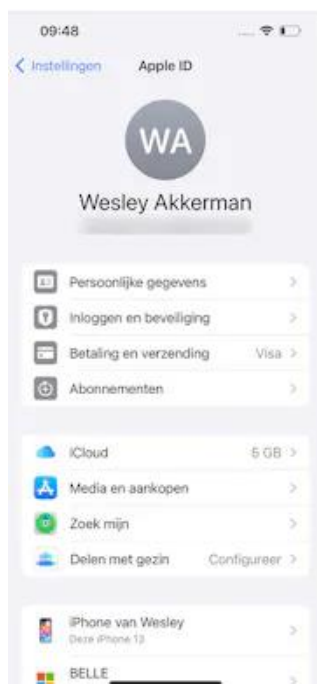 09:48
Instellingen Apple ID
WA
Wesley Akkerman
Persoonlijke gegevens
Inloggen en beveiliging
Betaling en verzending Visa
Abonnementen
iCloud 5 GB
Media en aankopen
Zoek mijn
Delen met gezin Configureer
iPhone van Wesley
Deze iPhone 13
BELLE